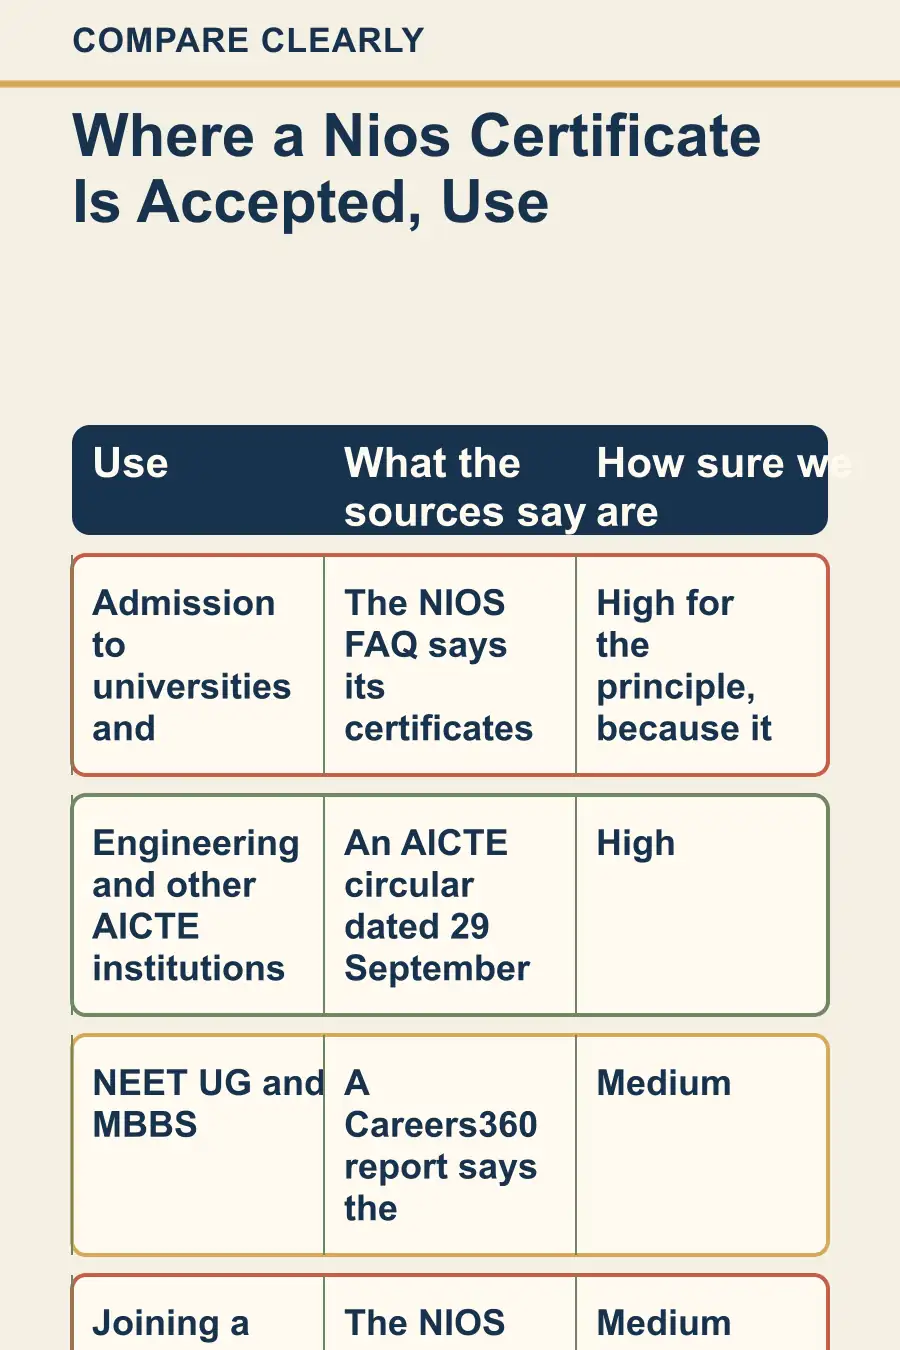 COMPARE CLEARLY
Where a Nios Certificate
Is Accepted, Use
Use
What the
sources say
How sure we
are
Admission
to
universities
and
The NIOS
FAQ says
its
certificates
High for
the
principle,
because it
Engineering
and other
AICTE
institutions
An AICTE
circular
dated 29
September
High
NEET UG and
MBBS
A
Careers360
report says
the
Medium
Joining a
The NIOS
Medium